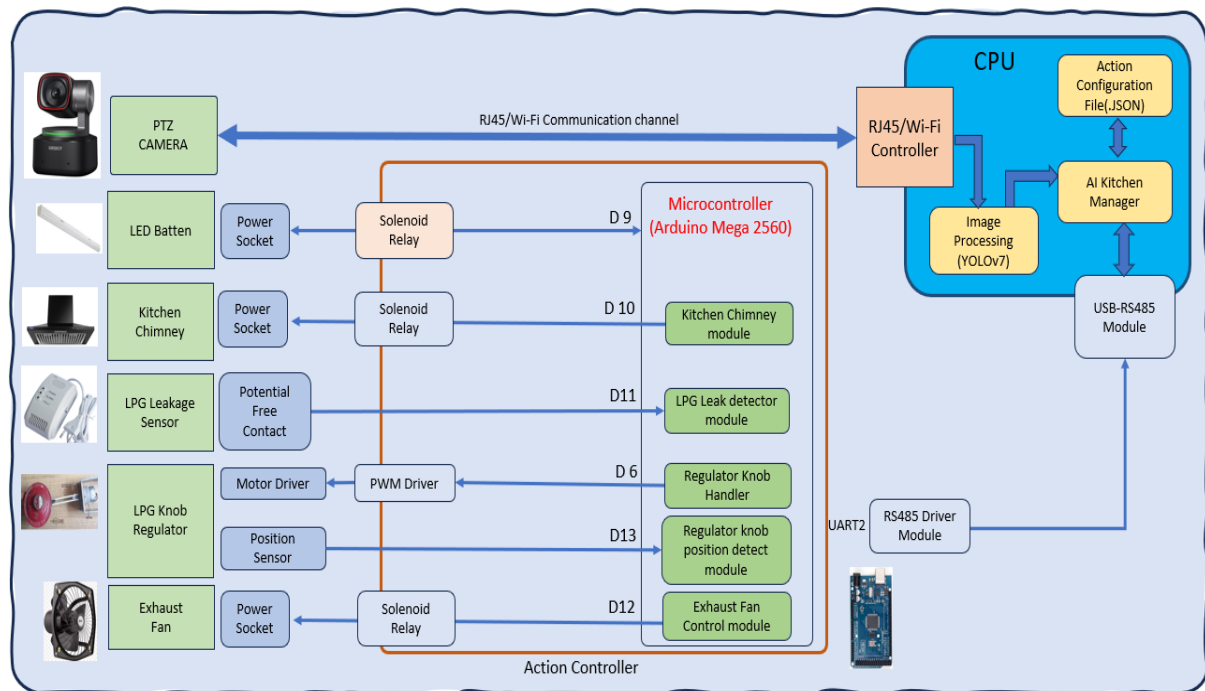 CPU
Action
Configuration
File(.JSON)
PTZ
CAMERA
RJ45/Wi-Fi Communication channel
RJ45/Wi-Fi
Controller
AI Kitchen
Manager
Image
Processing
(YOLOv7)
LED Batten
Power
Socket
Solenoid
Relay
D 9
Microcontroller
(Arduino Mega 2560)
Kitchen
Chimney
Power
Socket
Solenoid
Relay
D 10
Kitchen Chimney
module
USB-RS485
Module
LPG Leakage
Sensor
Potential
Free
Contact
D11
LPG Leak detector
module
LPG Knob
Regulator
Motor Driver
PWM Driver
D 6
Regulator Knob
Handler
Position
Sensor
D13
Regulator knob
position detect
module
UART2
RS485 Driver
Module
Exhaust
Fan
Power
Socket
Solenoid
Relay
D12
Exhaust Fan
Control module
Action Controller